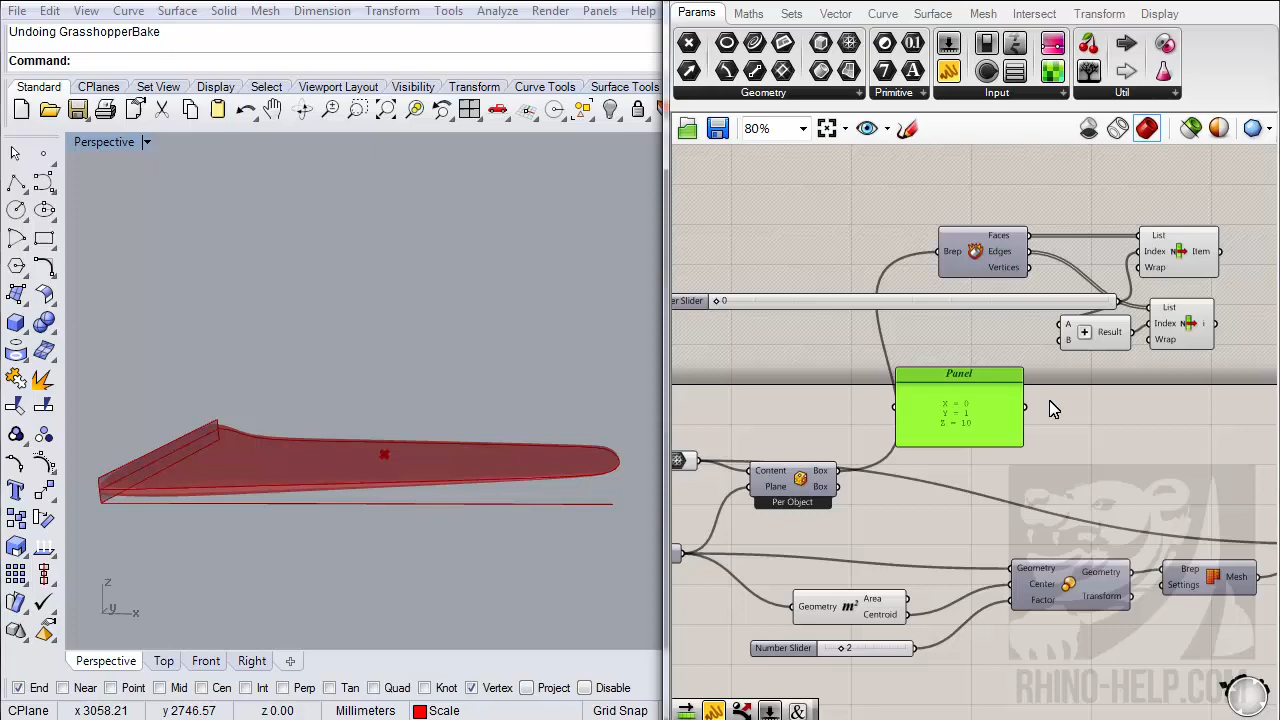 File Edit View Curve Surface Solid Mesh Dimension Transform Tools Analyze Render Panels Help
Undoing GrasshopperBake
Command:
Standard CPlanes Set View Display Select Viewport Layout Visibility Transform Curve Tools Surface Tools
Perspective
z
y x
Perspective Top Front Right
End Near Point Mid Cen Int Perp Tan Quad Knot Vertex Project Disable
CPlane x 3058.21 y 2746.57 z 0.00 Millimeters Scale Grid Snap
Params Maths Sets Vector Curve Surface Mesh Intersect Transform Display
Geometry Primitive Input Util
80%
Brep Faces Edges Vertices
List Index Wrap Item
er Slider 0
A B Result
List Index Wrap i
Panel
X = 0
Y = 1
Z = 10
Content Plane Box Box
Per Object
Geometry Center Factor Geometry Transform
Brep Settings Mesh
Geometry m² Area Centroid
Number Slider 2
RHINO-HELP.COM